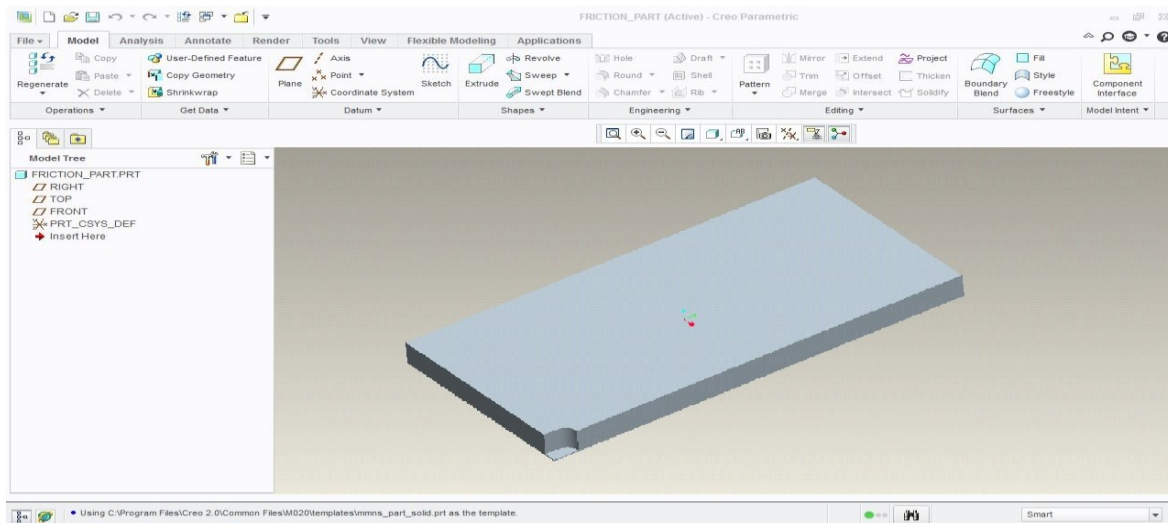 FRICTION_PART (Active) - Creo Parametric
File Model Analysis Annotate Render Tools View Flexible Modeling Applications
Copy User-Defined Feature Axis Revolve Hole Draft Mirror Extend Project Fill
Regenerate Paste Copy Geometry Plane Point Sketch Extrude Sweep Round Shell Pattern Trim Offset Thicken Boundary Blend Style Component Interface
Delete Shrinkwrap Coordinate System Swept Blend Chamfer Rib Merge Intersect Solidify Freestyle
Operations Get Data Datum Shapes Engineering Editing Surfaces Model Intent
Model Tree
FRICTION_PART.PRT
RIGHT
TOP
FRONT
PRT_CSYS_DEF
Insert Here
Using C:\Program Files\Creo 2.0\Common Files\M020\templates\mmns_part_solid.prt as the template. Smart